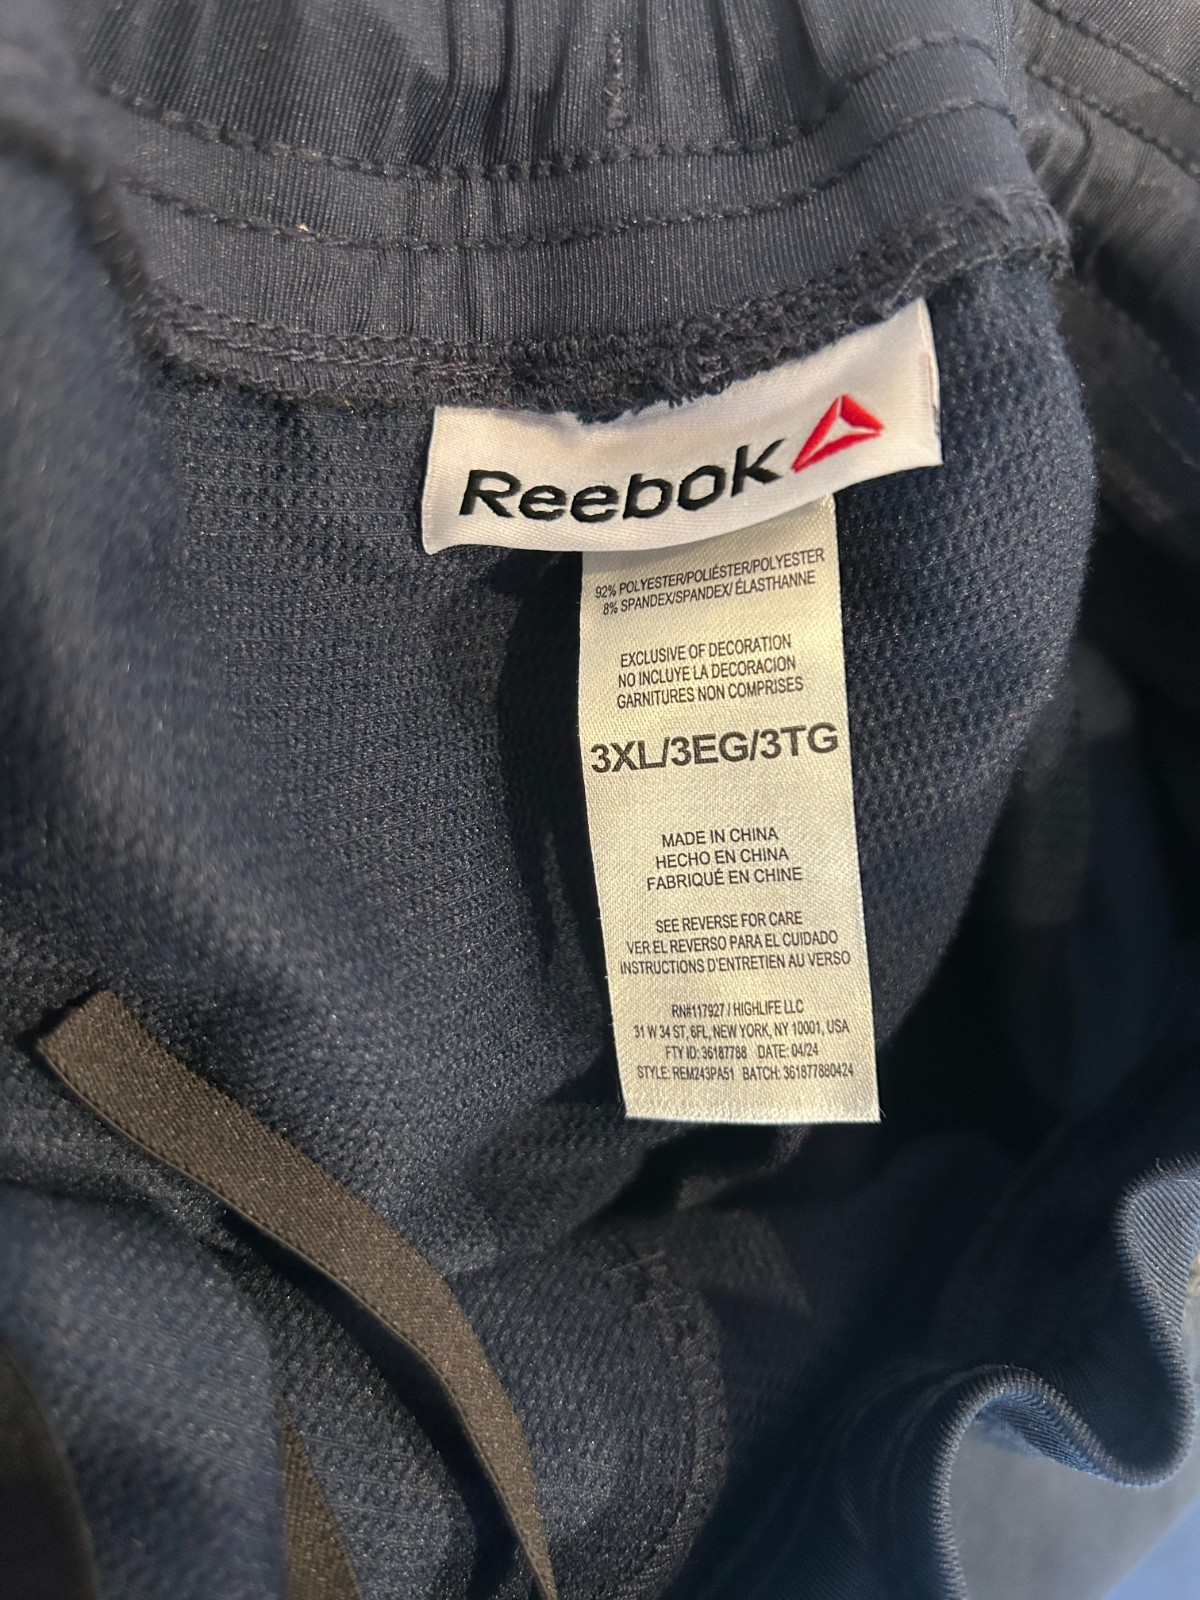 Reebok
92% POLYESTER/POLIÉSTER/POLYESTER
8% SPANDEX/SPANDEX/ ÉLASTHANNE
EXCLUSIVE OF DECORATION
NO INCLUYE LA DECORACION
GARNITURES NON COMPRISES
3XL/3EG/3TG
MADE IN CHINA
HECHO EN CHINA
FABRIQUÉ EN CHINE
SEE REVERSE FOR CARE
VER EL REVERSO PARA EL CUIDADO
INSTRUCTIONS D'ENTRETIEN AU VERSO
RN#117927 / HIGHLIFE LLC
31 W 34 ST, 6FL, NEW YORK, NY 10001, USA
FTY ID: 36187788 DATE: 04/24
STYLE: REM243PA51 BATCH: 361877880424